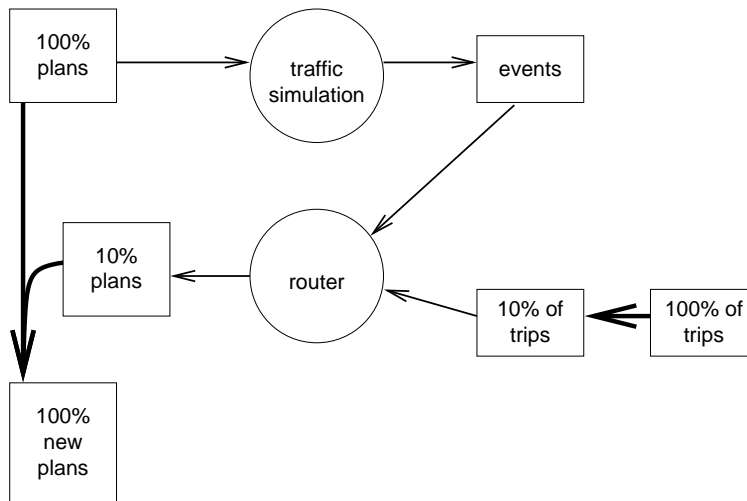 100%
plans
traffic
simulation
events
10%
plans
router
10% of
trips
100% of
trips
100%
new
plans